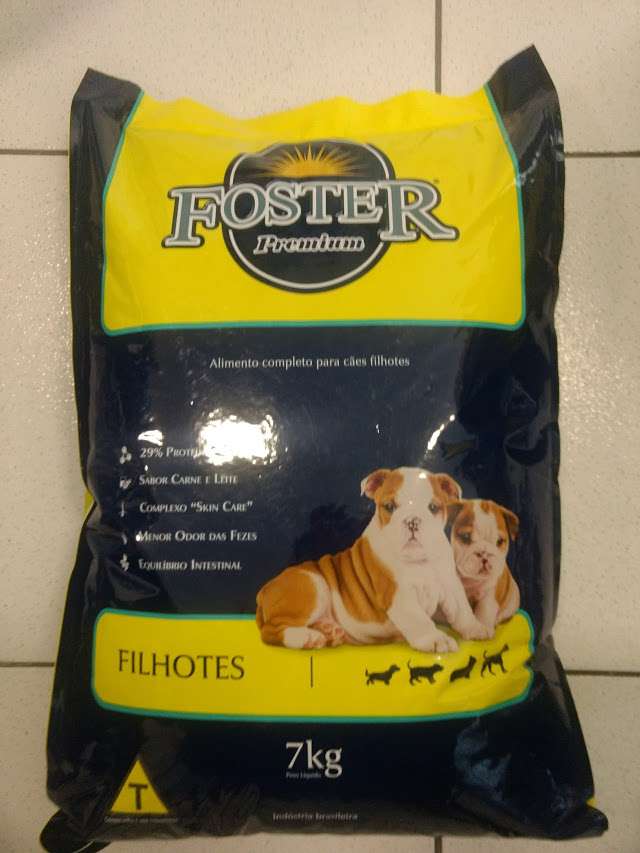 FOSTER
Premium
Alimento completo para cães filhotes
29% Proteí
Sabor Carne e Leite
Complexo "Skin Care"
Menor Odor das Fezes
Equilíbrio Intestinal
FILHOTES
7kg
Peso Líquido
T
Indústria brasileira